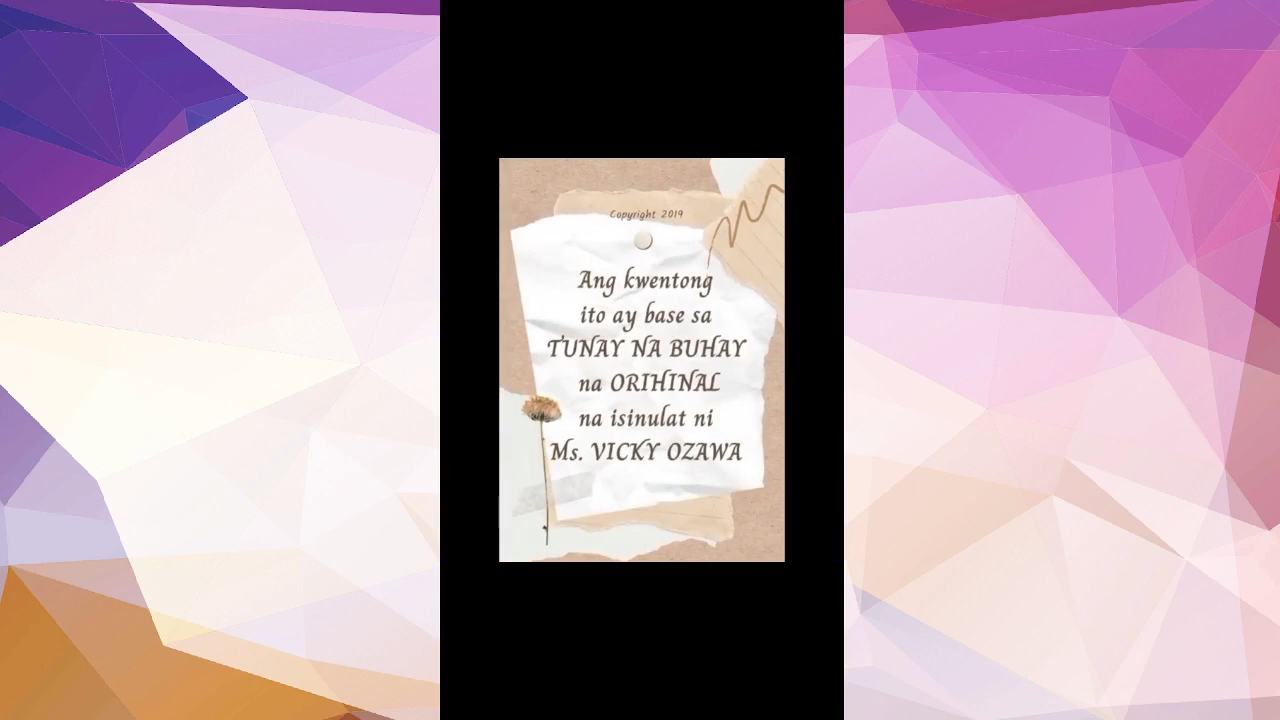 Copyright 2019
Ang kwentong
ito ay base sa
TUNAY NA BUHAY
na ORIHINAL
na isinulat ni
Ms. VICKY OZAWA